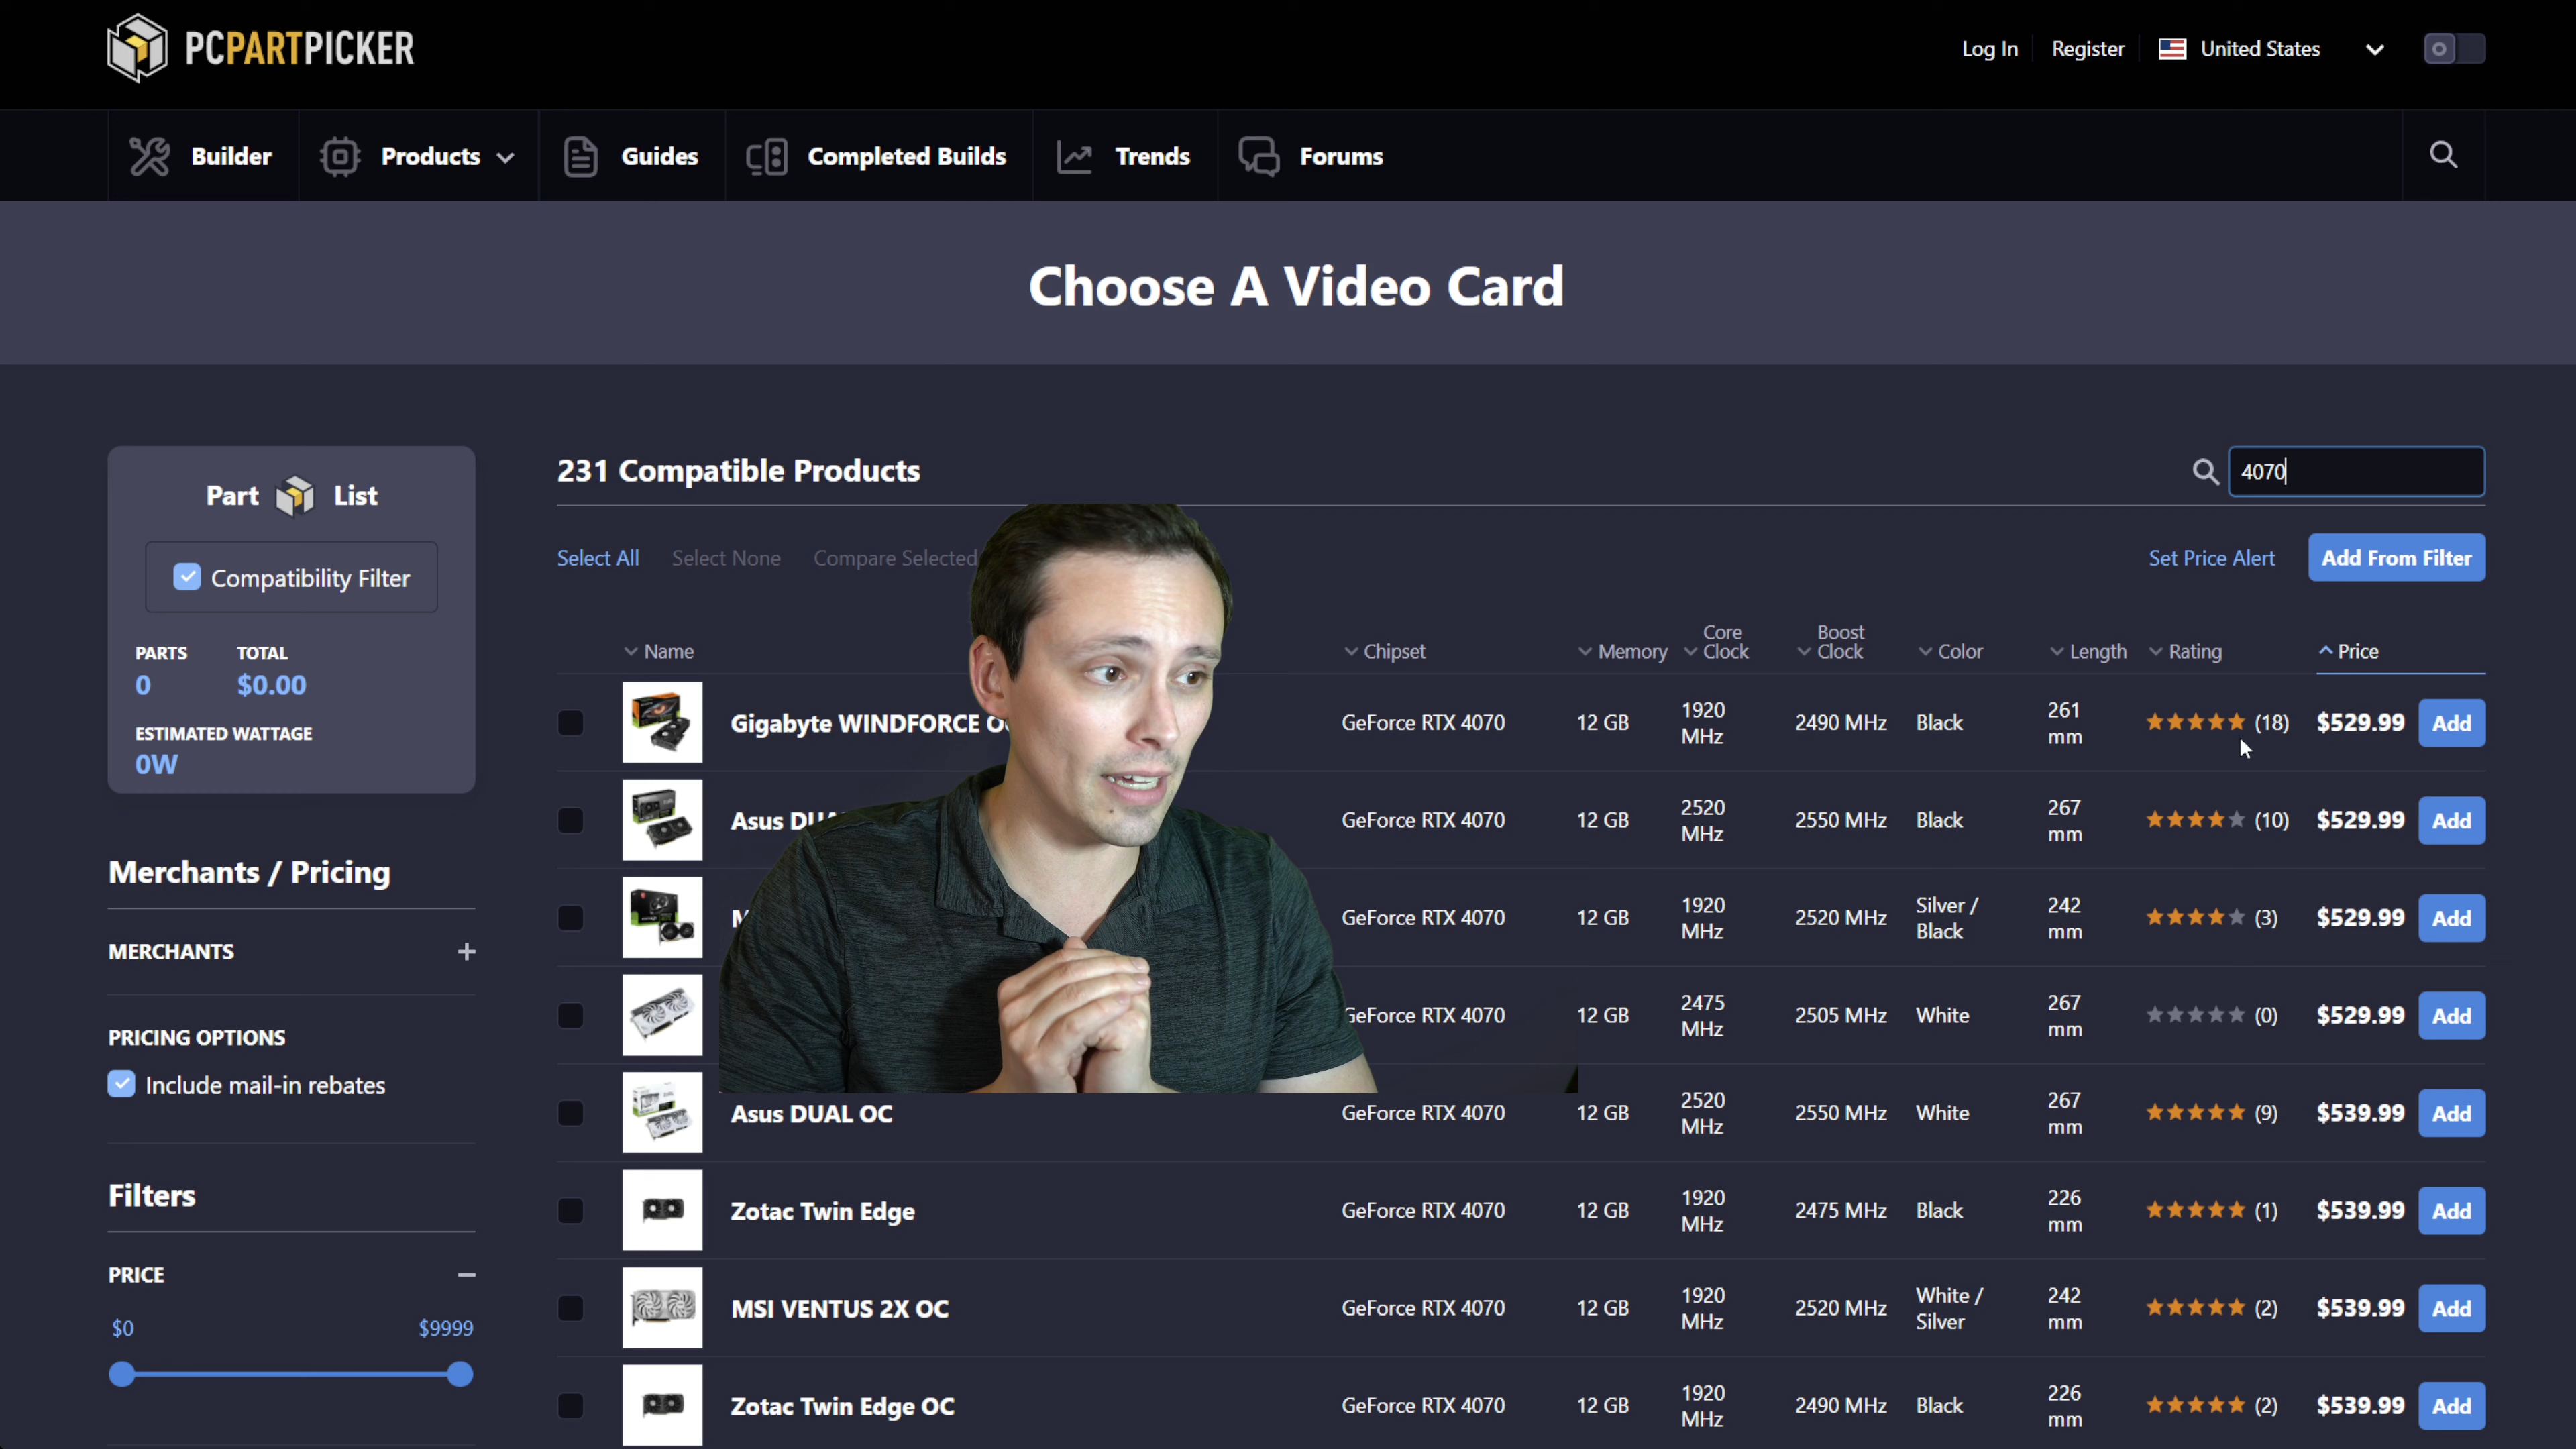 PCPARTPICKER
Log In Register United States
Builder Products Guides Completed Builds Trends Forums
Choose A Video Card
Part List
Compatibility Filter
PARTS TOTAL
0 $0.00
ESTIMATED WATTAGE
0W
Merchants / Pricing
MERCHANTS
PRICING OPTIONS
Include mail-in rebates
Filters
PRICE
$0 $9999
231 Compatible Products 4070
Select All Select None Compare Selected Set Price Alert Add From Filter
Name Chipset Memory Core Clock Boost Clock Color Length Rating Price
Gigabyte WINDFORCE GeForce RTX 4070 12 GB 1920 MHz 2490 MHz Black 261 mm (18) $529.99 Add
Asus GeForce RTX 4070 12 GB 2520 MHz 2550 MHz Black 267 mm (10) $529.99 Add
GeForce RTX 4070 12 GB 1920 MHz 2520 MHz Silver / Black 242 mm (3) $529.99 Add
GeForce RTX 4070 12 GB 2475 MHz 2505 MHz White 267 mm (0) $529.99 Add
Asus DUAL OC GeForce RTX 4070 12 GB 2520 MHz 2550 MHz White 267 mm (9) $539.99 Add
Zotac Twin Edge GeForce RTX 4070 12 GB 1920 MHz 2475 MHz Black 226 mm (1) $539.99 Add
MSI VENTUS 2X OC GeForce RTX 4070 12 GB 1920 MHz 2520 MHz White / Silver 242 mm (2) $539.99 Add
Zotac Twin Edge OC GeForce RTX 4070 12 GB 1920 MHz 2490 MHz Black 226 mm (2) $539.99 Add